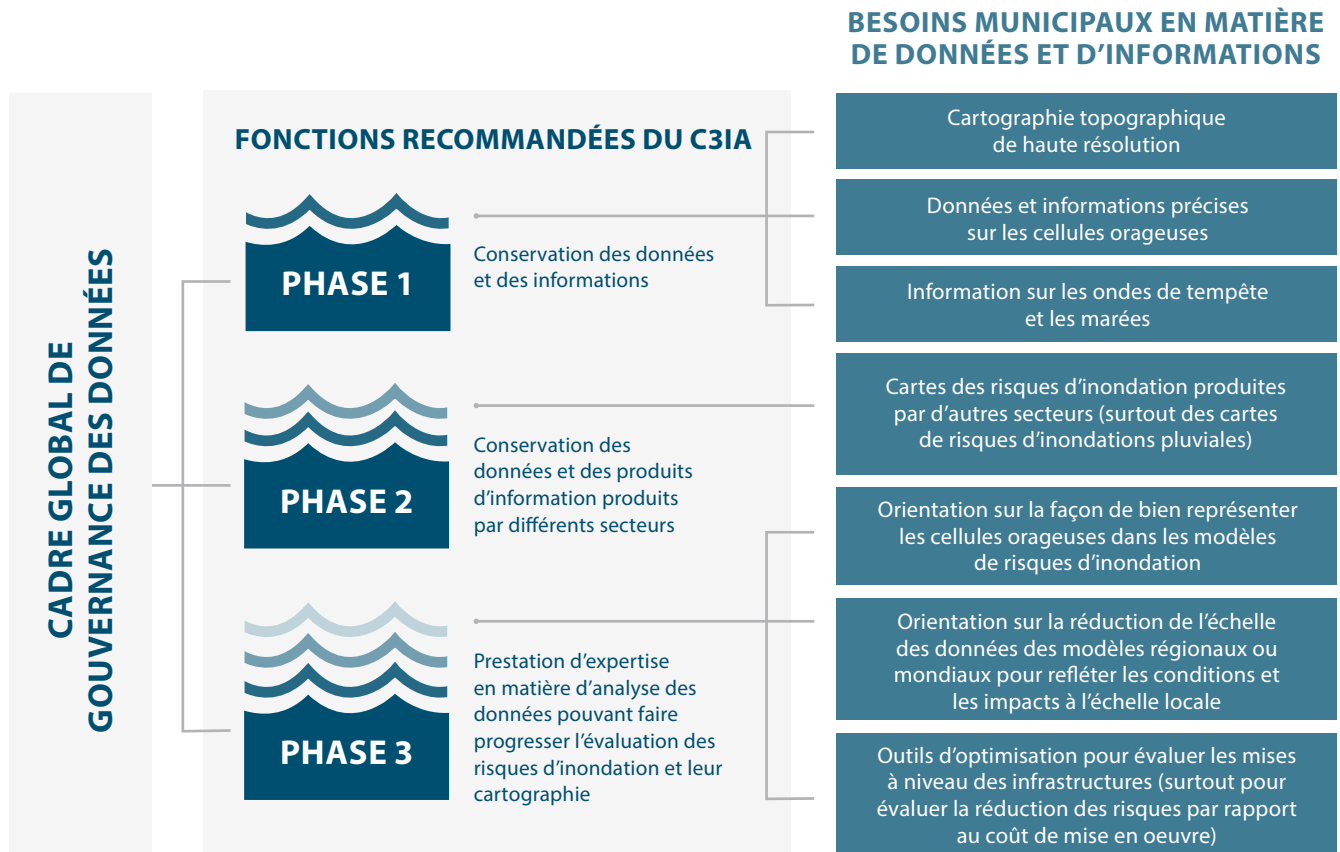 CADRE GLOBAL DE
GOUVERNANCE DES DONNÉES
FONCTIONS RECOMMANDÉES DU C3IA
PHASE 1
Conservation des données
et des informations
PHASE 2
Conservation des
données et des produits
d'information produits
par différents secteurs
PHASE 3
Prestation d'expertise
en matière d'analyse des
données pouvant faire
progresser l'évaluation des
risques d'inondation et leur
cartographie
BESOINS MUNICIPAUX EN MATIÈRE
DE DONNÉES ET D'INFORMATIONS
Cartographie topographique
de haute résolution
Données et informations précises
sur les cellules orageuses
Information sur les ondes de tempête
et les marées
Cartes des risques d'inondation produites
par d'autres secteurs (surtout des cartes
de risques d'inondations pluviales)
Orientation sur la façon de bien représenter
les cellules orageuses dans les modèles
de risques d'inondation
Orientation sur la réduction de l'échelle
des données des modèles régionaux ou
mondiaux pour refléter les conditions et
les impacts à l'échelle locale
Outils d'optimisation pour évaluer les mises
à niveau des infrastructures (surtout pour
évaluer la réduction des risques par rapport
au coût de mise en oeuvre)